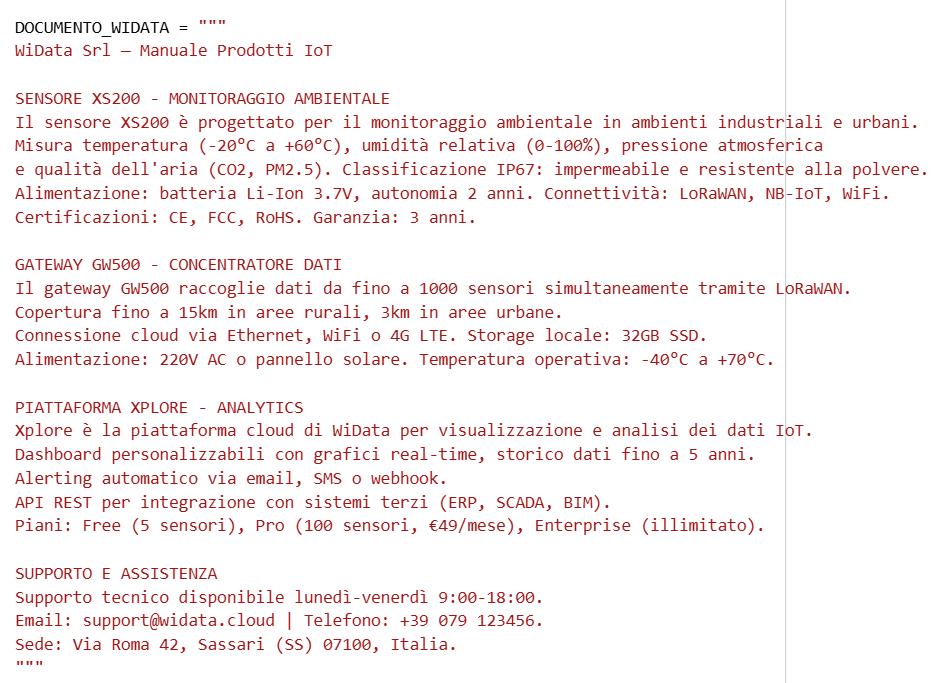 DOCUMENTO_WIDATA = """
WiData Srl – Manuale Prodotti IoT
SENSORE XS200 - MONITORAGGIO AMBIENTALE
Il sensore XS200 è progettato per il monitoraggio ambientale in ambienti industriali e urbani.
Misura temperatura (-20°C a +60°C), umidità relativa (0-100%), pressione atmosferica
e qualità dell'aria (CO2, PM2.5). Classificazione IP67: impermeabile e resistente alla polvere.
Alimentazione: batteria Li-Ion 3.7V, autonomia 2 anni. Connettività: LoRaWAN, NB-IoT, WiFi.
Certificazioni: CE, FCC, RoHS. Garanzia: 3 anni.
GATEWAY GW500 - CONCENTRATORE DATI
Il gateway GW500 raccoglie dati da fino a 1000 sensori simultaneamente tramite LoRaWAN.
Copertura fino a 15km in aree rurali, 3km in aree urbane.
Connessione cloud via Ethernet, WiFi o 4G LTE. Storage locale: 32GB SSD.
Alimentazione: 220V AC o pannello solare. Temperatura operativa: -40°C a +70°C.
PIATTAFORMA XPLORE - ANALYTICS
Xplore è la piattaforma cloud di WiData per visualizzazione e analisi dei dati IoT.
Dashboard personalizzabili con grafici real-time, storico dati fino a 5 anni.
Alerting automatico via email, SMS o webhook.
API REST per integrazione con sistemi terzi (ERP, SCADA, BIM).
Piani: Free (5 sensori), Pro (100 sensori, €49/mese), Enterprise (illimitato).
SUPPORTO E ASSISTENZA
Supporto tecnico disponibile lunedì-venerdì 9:00-18:00.
Email: support@widata.cloud | Telefono: +39 079 123456.
Sede: Via Roma 42, Sassari (SS) 07100, Italia.
"""